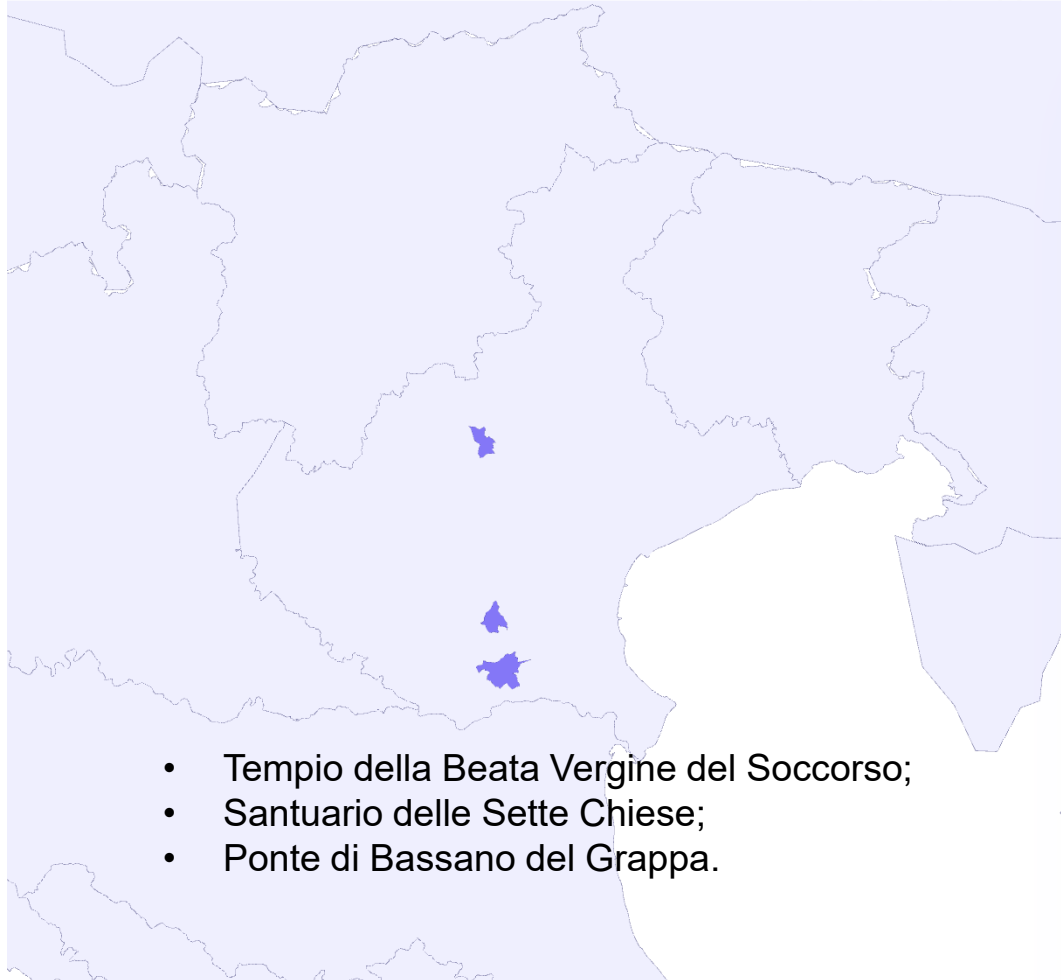 • Tempio della Beata Vergine del Soccorso;
• Santuario delle Sette Chiese;
• Ponte di Bassano del Grappa.